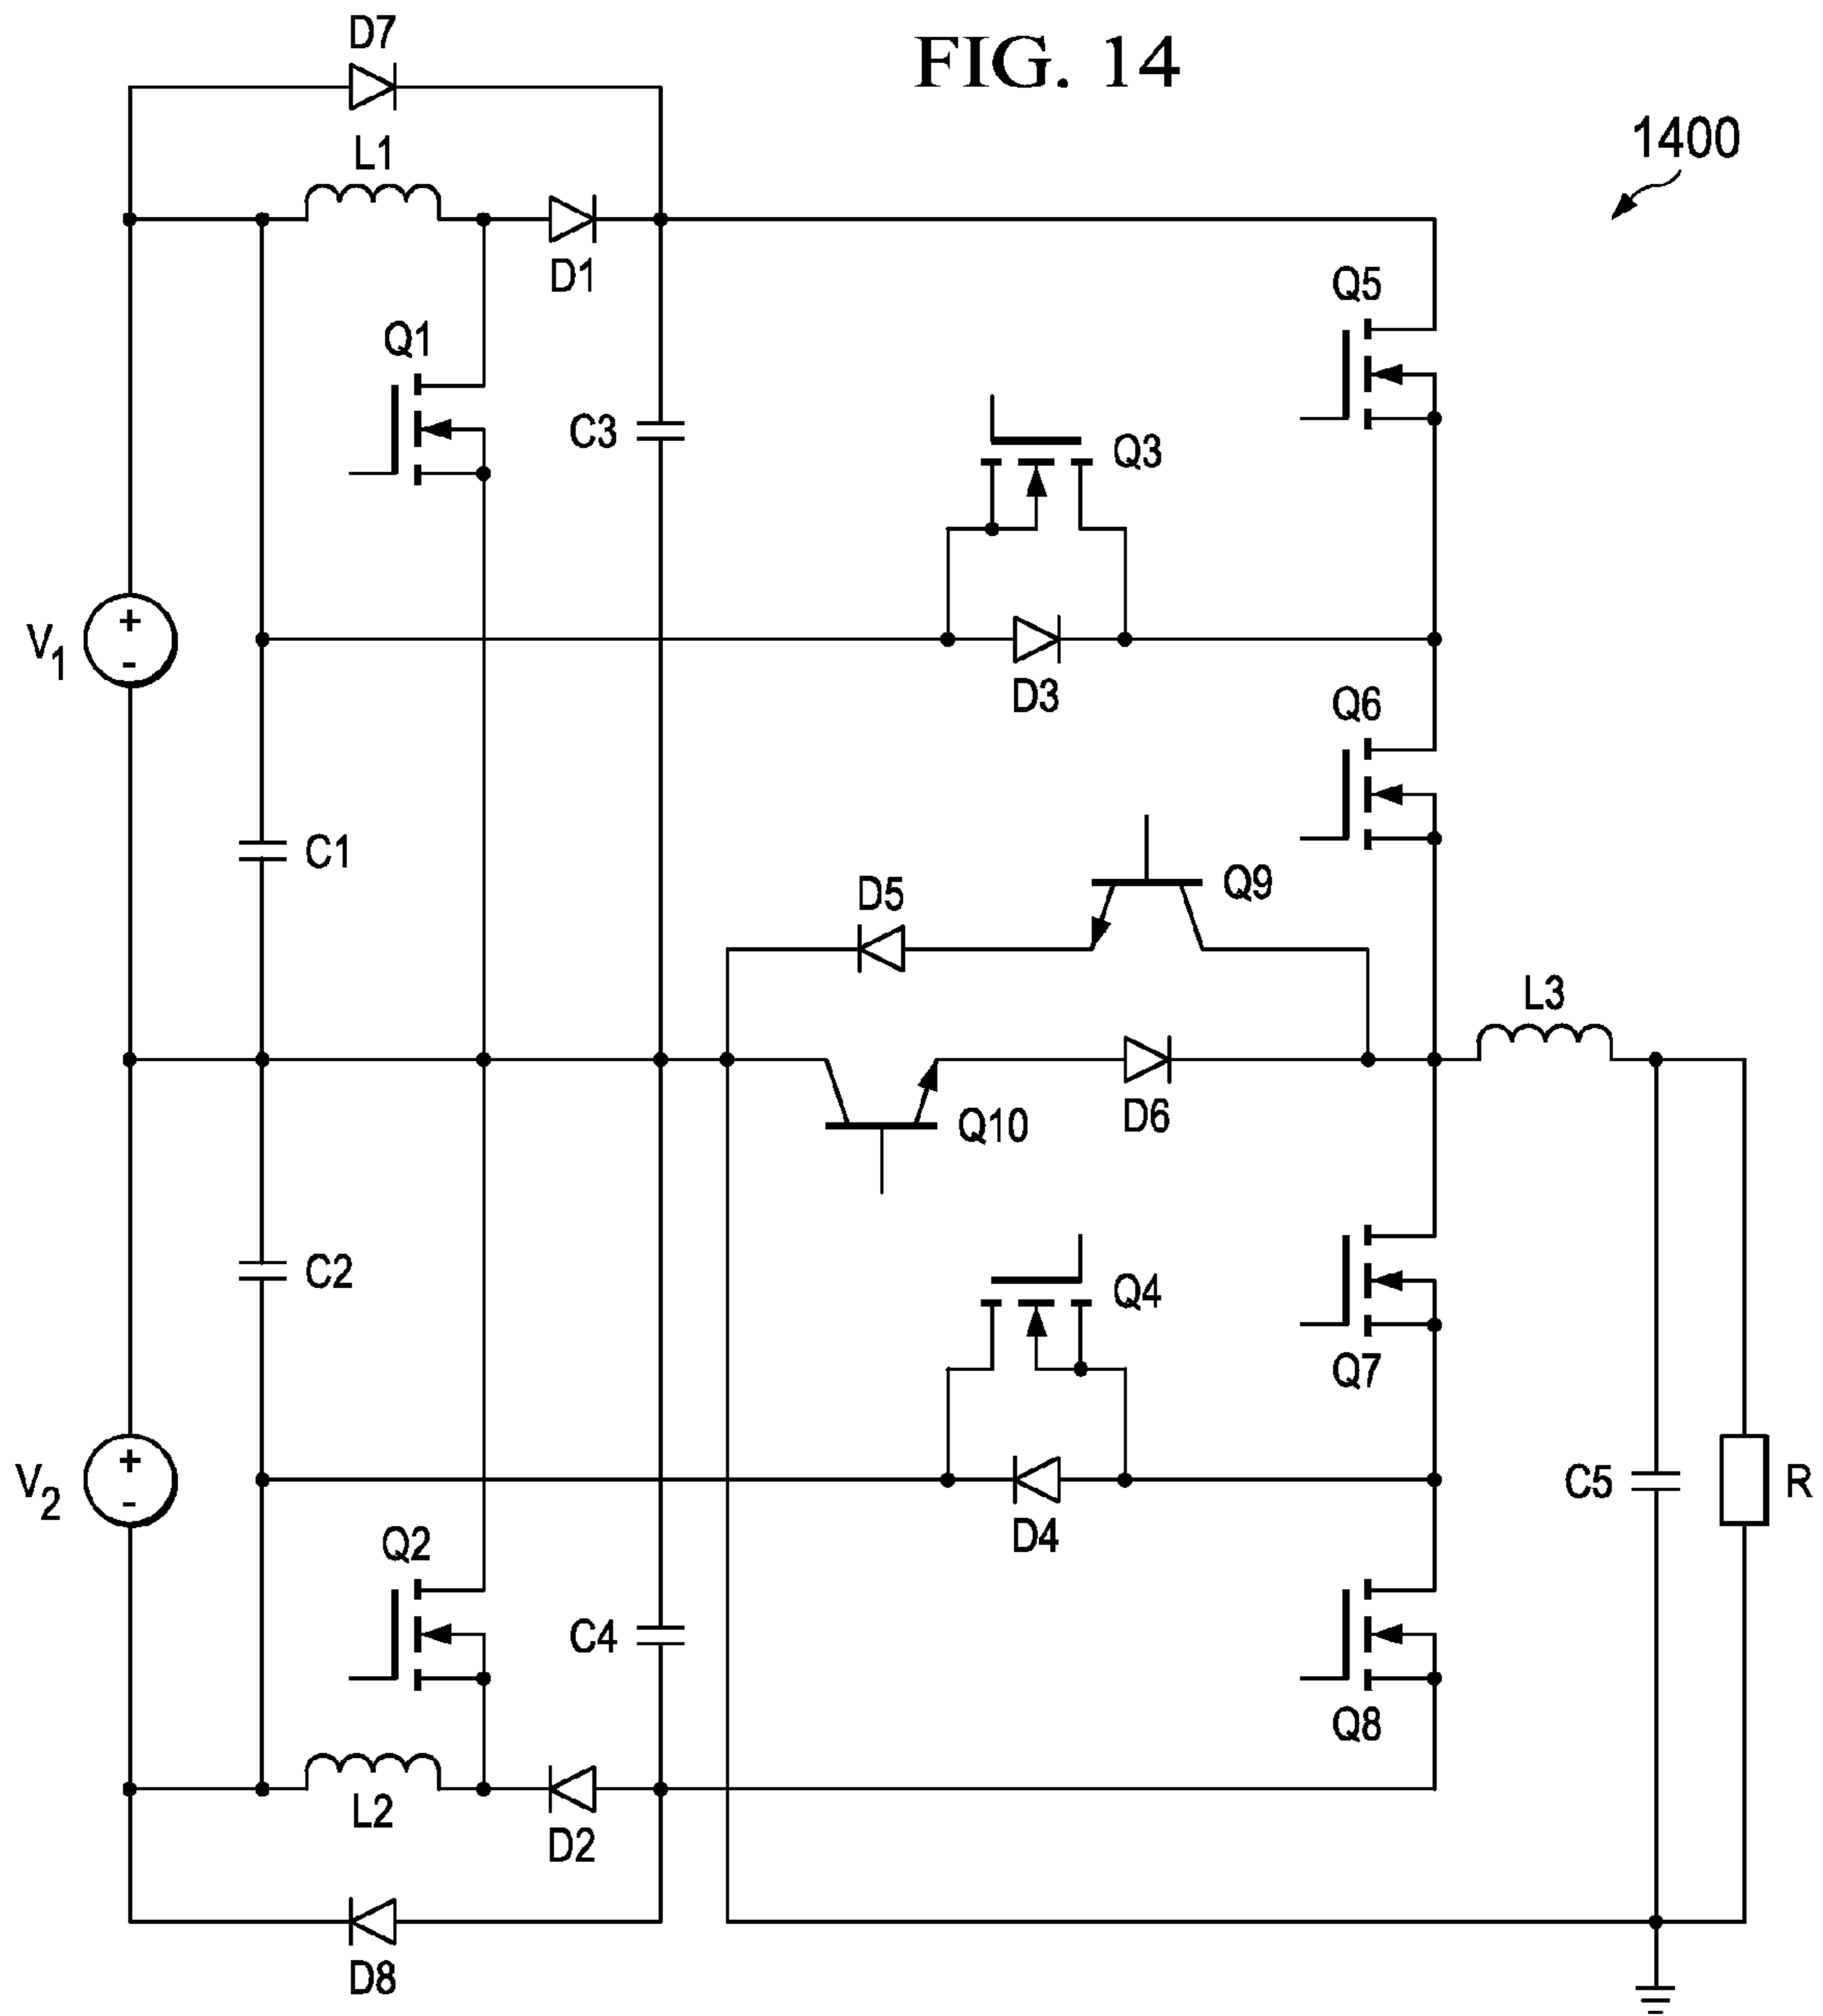 FIG. 14
1400
D7
L1
D1
Q1
C3
Q3
Q5
V1
+
-
D3
Q6
C1
D5
Q9
L3
Q10
D6
C2
Q4
Q7
V2
+
-
D4
C5
R
Q2
C4
Q8
L2
D2
D8